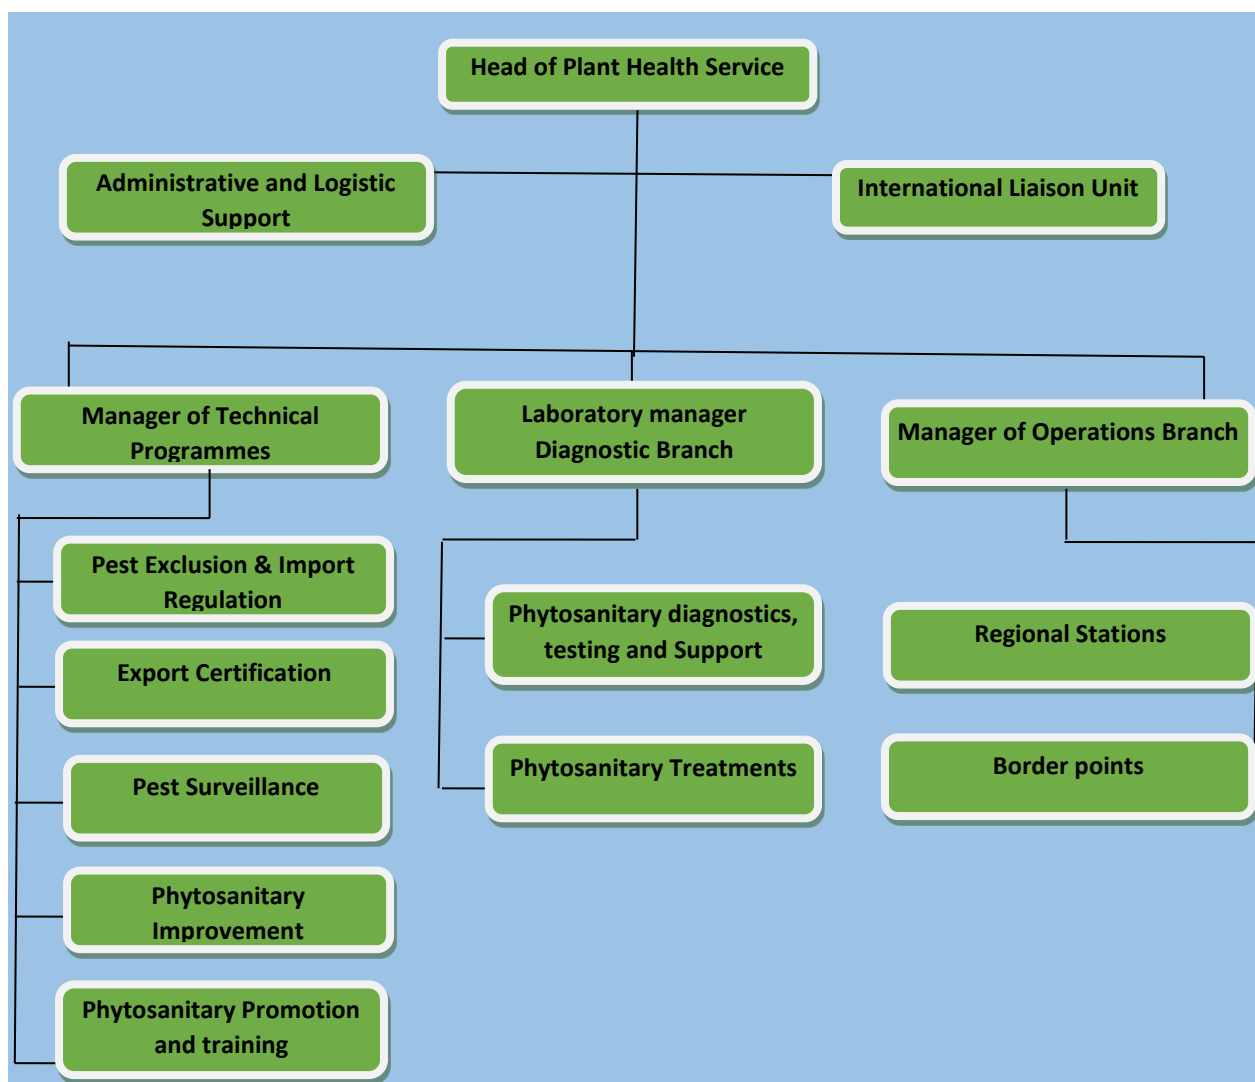 Head of Plant Health Service
Administrative and Logistic
Support
International Liaison Unit
Manager of Technical
Programmes
Laboratory manager
Diagnostic Branch
Manager of Operations Branch
Pest Exclusion & Import
Regulation
Export Certification
Pest Surveillance
Phytosanitary
Improvement
Phytosanitary Promotion
and training
Phytosanitary diagnostics,
testing and Support
Phytosanitary Treatments
Regional Stations
Border points